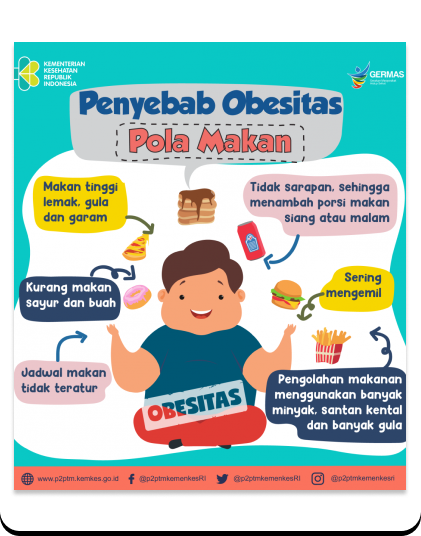 KEMENTERIAN
KESEHATAN
REPUBLIK
INDONESIA
GERMAS
Penyebab Obesitas
Pola Makan
Makan tinggi
lemak, gula
dan garam
Tidak sarapan, sehingga
menambah porsi makan
siang atau malam
Kurang makan
sayur dan buah
Sering
mengemil
Jadwal makan
tidak teratur
Pengolahan makanan
menggunakan banyak
minyak, santan kental
dan banyak gula
OBESITAS
www.p2ptm.kemkes.go.id @p2ptmkemenkesRI @p2ptmkemenkesRI @p2ptmkemenkesri